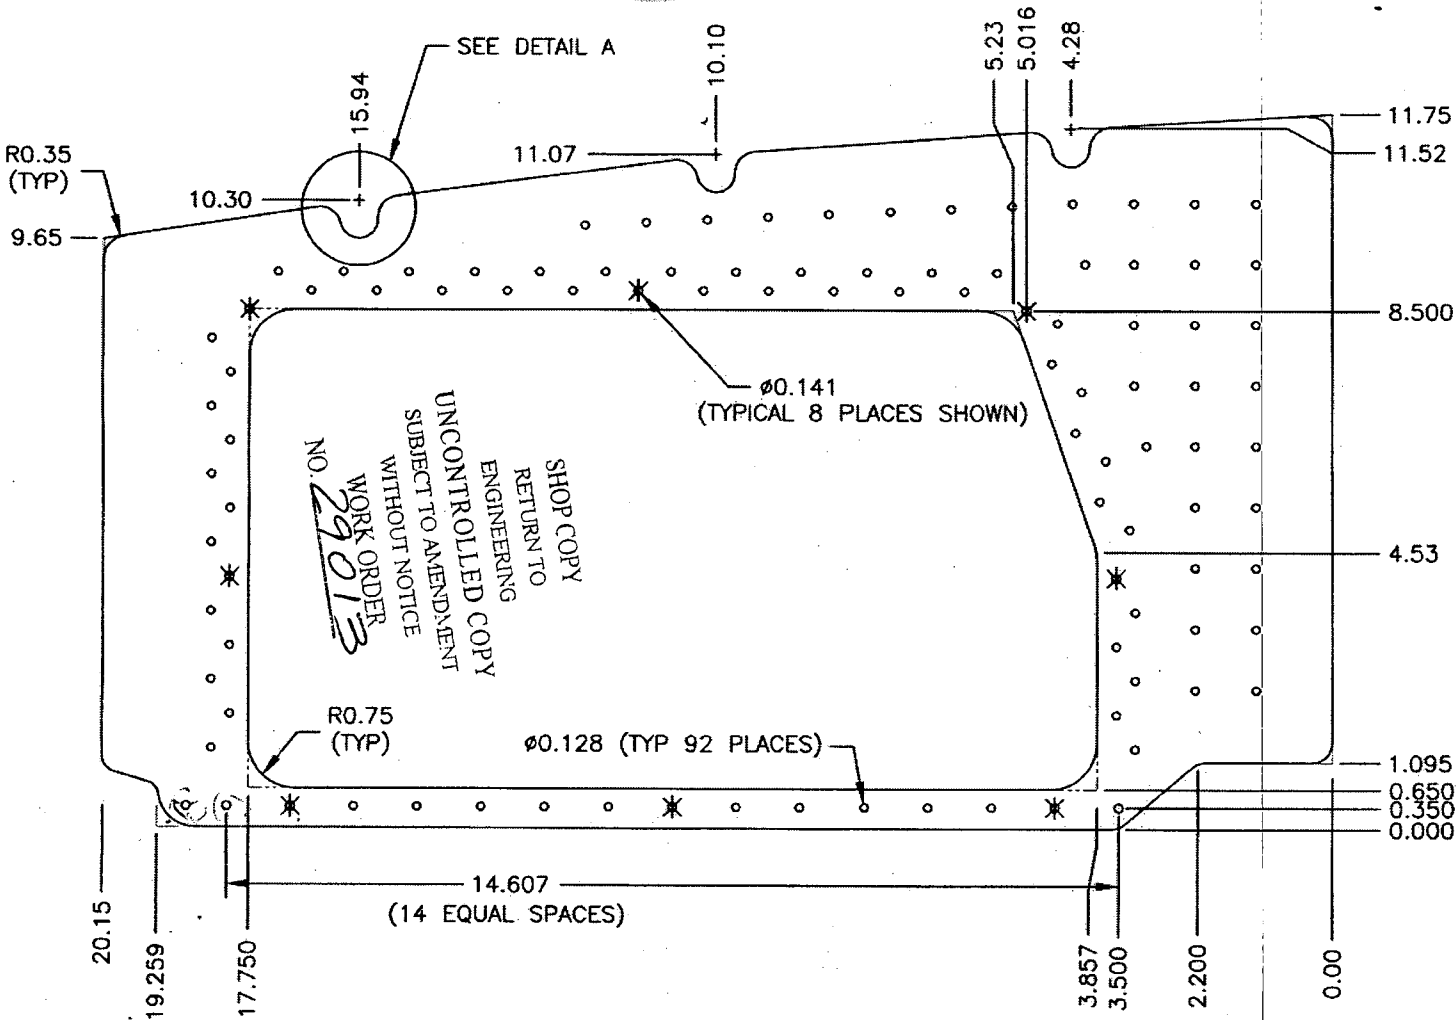 SEE DETAIL A
15.94
10.10
5.23
5.016
4.28
11.75
11.52
11.07
R0.35
(TYP)
10.30
9.65
8.500
ø0.141
(TYPICAL 8 PLACES SHOWN)
SHOP COPY
RETURN TO
ENGINEERING
UNCONTROLLED COPY
SUBJECT TO AMENDMENT
WITHOUT NOTICE
WORK ORDER
NO. 29013
4.53
R0.75
(TYP)
ø0.128 (TYP 92 PLACES)
1.095
0.650
0.350
0.000
14.607
(14 EQUAL SPACES)
20.15
19.259
17.750
3.857
3.500
2.200
0.00